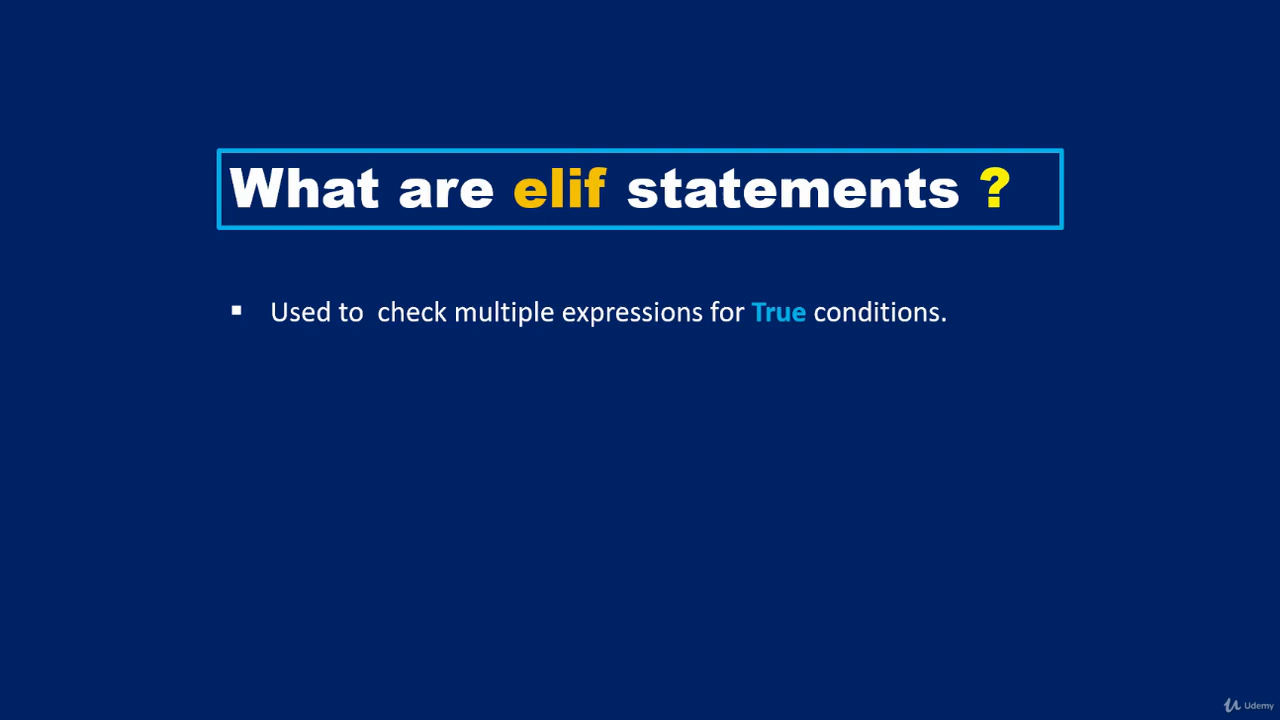 What are elif statements ?
▪ Used to check multiple expressions for True conditions.
Udemy